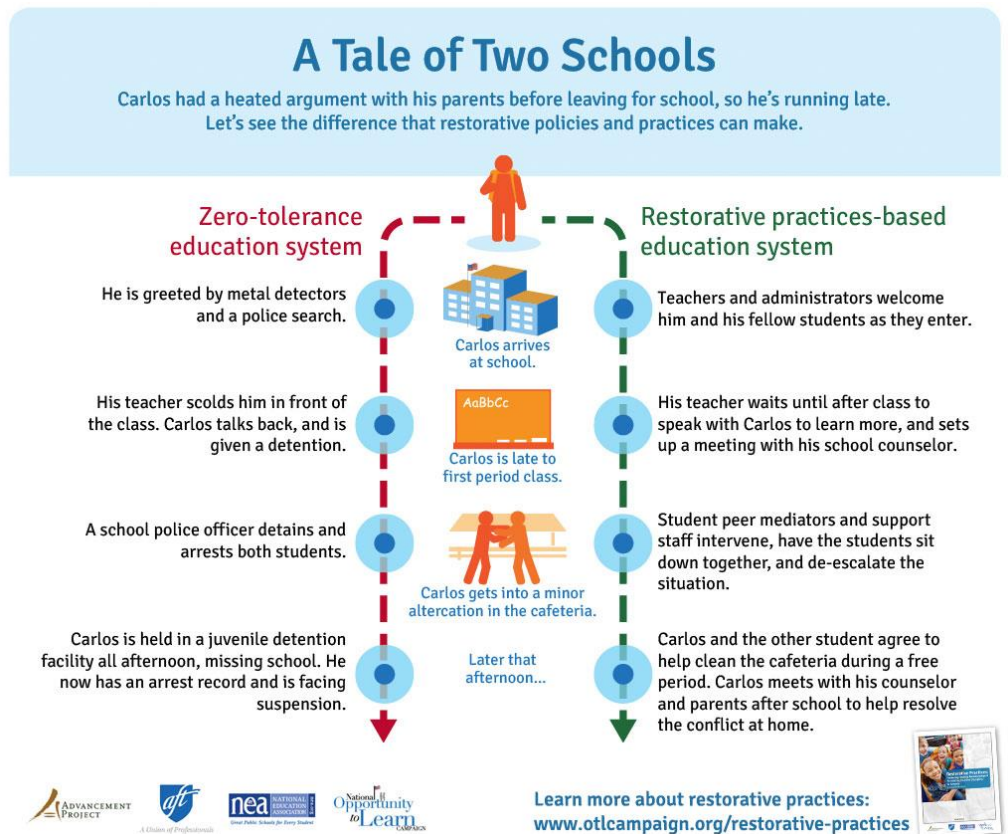 A Tale of Two Schools
Carlos had a heated argument with his parents before leaving for school, so he's running late.
Let's see the difference that restorative policies and practices can make.
Zero-tolerance
education system
Restorative practices-based
education system
He is greeted by metal detectors
and a police search.
Carlos arrives
at school.
Teachers and administrators welcome
him and his fellow students as they enter.
His teacher scolds him in front of
the class. Carlos talks back, and is
given a detention.
AaBbCc
Carlos is late to
first period class.
His teacher waits until after class to
speak with Carlos to learn more, and sets
up a meeting with his school counselor.
A school police officer detains and
arrests both students.
Carlos gets into a minor
altercation in the cafeteria.
Student peer mediators and support
staff intervene, have the students sit
down together, and de-escalate the
situation.
Carlos is held in a juvenile detention
facility all afternoon, missing school. He
now has an arrest record and is facing
suspension.
Later that
afternoon...
Carlos and the other student agree to
help clean the cafeteria during a free
period. Carlos meets with his counselor
and parents after school to help resolve
the conflict at home.
ADVANCEMENT
PROJECT
aft
A Union of Professionals
nea
NATIONAL
EDUCATION
ASSOCIATION
Great Public Schools for Every Student
National
Opportunity
to Learn
CAMPAIGN
Learn more about restorative practices:
www.otlcampaign.org/restorative-practices
Restorative Practices